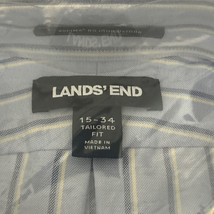 LANDS' END
15-34
TAILORED
FIT
MADE IN
VIETNAM